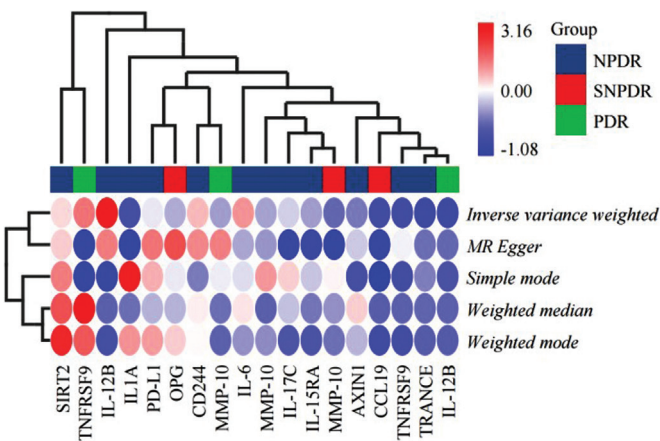 3.16
0.00
-1.08
Group
NPDR
SNPDR
PDR
Inverse variance weighted
MR Egger
Simple mode
Weighted median
Weighted mode
SIRT2
TNFRSF9
IL-12B
IL1A
PD-L1
OPG
CD244
MMP-10
IL-6
MMP-10
IL-17C
IL-15RA
MMP-10
AXIN1
CCL19
TNFRSF9
TRANCE
IL-12B